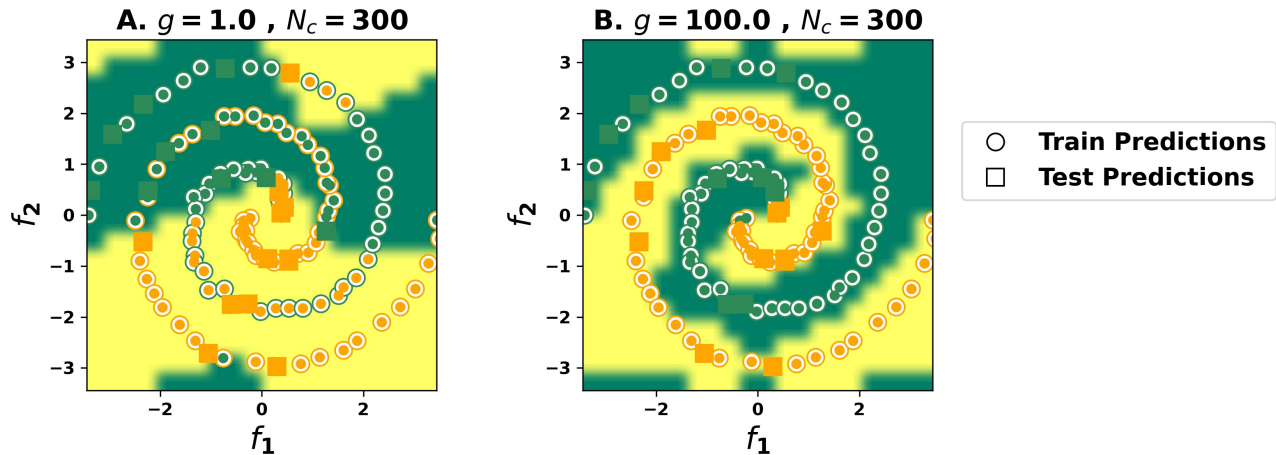 A. g = 1.0 , N_c = 300
B. g = 100.0 , N_c = 300
3
2
1
0
−1
−2
−3
f_2
−2
0
2
f_1
3
2
1
0
−1
−2
−3
f_2
−2
0
2
f_1
Train Predictions
Test Predictions